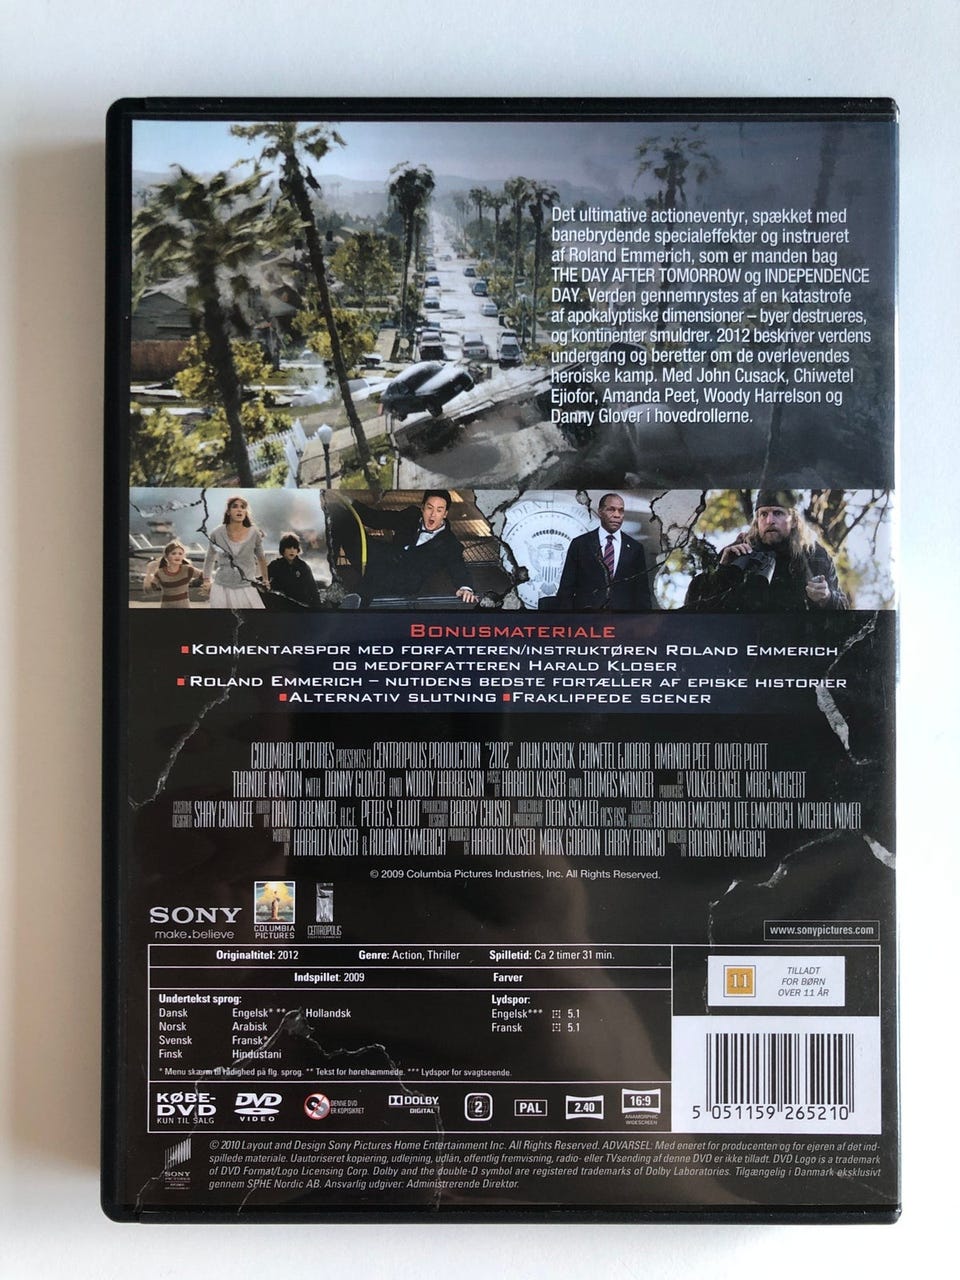 Det ultimative actioneventyr, spækket med
banebrydende specialeffekter og instrueret
af Roland Emmerich, som er manden bag
THE DAY AFTER TOMORROW og INDEPENDENCE
DAY. Verden gennemrystes af en katastrofe
af apokalyptiske dimensioner – byer destrueres,
og kontinenter smuldrer. 2012 beskriver verdens
undergang og beretter om de overlevendes
heroiske kamp. Med John Cusack, Chiwetel
Ejiofor, Amanda Peet, Woody Harrelson og
Danny Glover i hovedrollerne.
BONUSMATERIALE
KOMMENTARSPOR MED FORFATTEREN/INSTRUKTØREN ROLAND EMMERICH
OG MEDFORFATTEREN HARALD KLOSER
ROLAND EMMERICH – NUTIDENS BEDSTE FORTÆLLER AF EPISKE HISTORIER
ALTERNATIV SLUTNING FRAKLIPPEDE SCENER
COLUMBIA PICTURES PRESENTS A CENTROPOLIS PRODUCTION "2012" JOHN CUSACK CHIWETEL EJIOFOR AMANDA PEET OLIVER PLATT
THANDIE NEWTON WITH DANNY GLOVER AND WOODY HARRELSON MUSIC BY HARALD KLOSER AND THOMAS WANDER CO PRODUCERS VOLKER ENGEL MARC WEIGERT
COSTUME DESIGNER SHAY CUNLIFFE EDITED BY DAVID BRENNER, A.C.E. PETER S. ELLIOT PRODUCTION DESIGNER BARRY CHUSID DIRECTOR OF PHOTOGRAPHY DEAN SEMLER ACS ASC EXECUTIVE PRODUCERS ROLAND EMMERICH UTE EMMERICH MICHAEL WIMER
WRITTEN BY HARALD KLOSER & ROLAND EMMERICH PRODUCED BY HARALD KLOSER MARK GORDON LARRY FRANCO DIRECTED BY ROLAND EMMERICH
© 2009 Columbia Pictures Industries, Inc. All Rights Reserved.
SONY
make.believe
COLUMBIA
PICTURES
CENTROPOLIS
www.sonypictures.com
Originaltitel: 2012 Genre: Action, Thriller Spilletid: Ca 2 timer 31 min.
Indspillet: 2009 Farver
Undertekst sprog: Lydspor:
Dansk Engelsk* ** Hollandsk Engelsk*** 5.1
Norsk Arabisk Fransk 5.1
Svensk Fransk*
Finsk Hindustani
* Menu skærm til rådighed på flg. sprog. ** Tekst for hørehæmmede. *** Lydspor for svagtseende.
11
TILLADT
FOR BØRN
OVER 11 ÅR
KØBE-
DVD
KUN TIL SALG
DVD
VIDEO
DENNE DVD
ER KOPISIKRET
DOLBY
DIGITAL
2
PAL
2.40
16:9
ANAMORPHIC
WIDESCREEN
5 051159 265210
SONY
PICTURES
© 2010 Layout and Design Sony Pictures Home Entertainment Inc. All Rights Reserved. ADVARSEL: Med eneret for producenten og for ejeren af det ind-
spillede materiale. Uautoriseret kopiering, udlejning, udlån, offentlig fremvisning, radio- eller TVsending af denne DVD er ikke tilladt. DVD Logo is a trademark
of DVD Format/Logo Licensing Corp. Dolby and the double-D symbol are registered trademarks of Dolby Laboratories. Tilgængelig i Danmark eksklusivt
gennem SPHE Nordic AB. Ansvarlig udgiver: Administrerende Direktør.